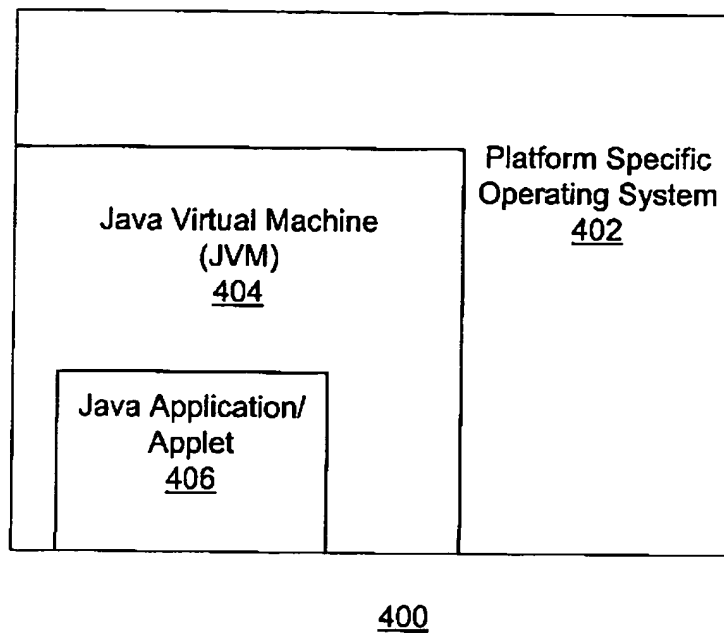 Platform Specific
Operating System
402
Java Virtual Machine
(JVM)
404
Java Application/
Applet
406
400